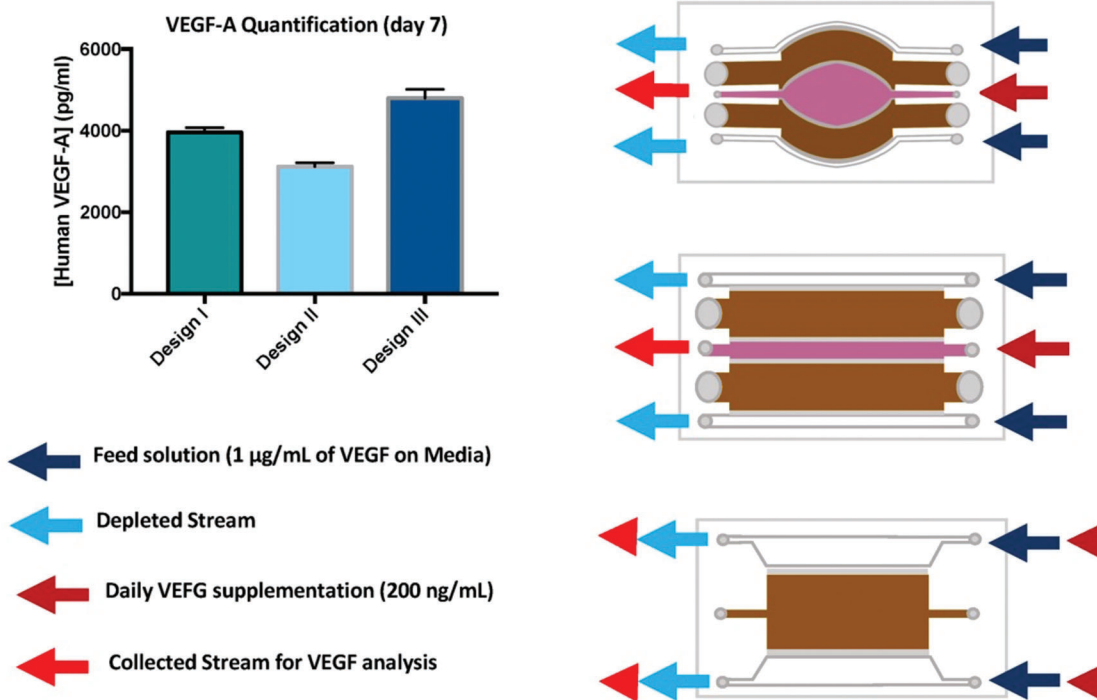 VEGF-A Quantification (day 7)
[Human VEGF-A] (pg/ml)
6000
4000
2000
0
Design I
Design II
Design III
Feed solution (1 µg/mL of VEGF on Media)
Depleted Stream
Daily VEFG supplementation (200 ng/mL)
Collected Stream for VEGF analysis